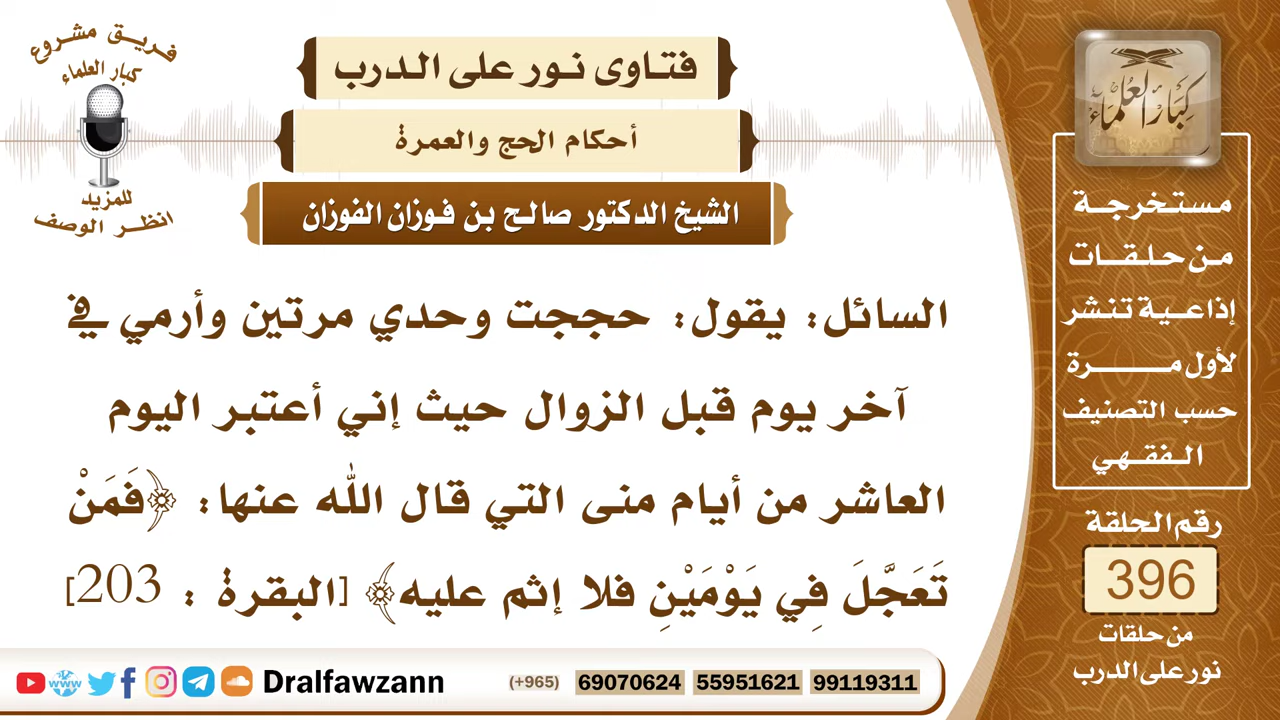 فريق مشروع
كبار العلماء
للمزيد
انظر الوصف
فتاوى نور على الدرب
أحكام الحج والعمرة
الشيخ الدكتور صالح بن فوزان الفوزان
السائل: يقول: حججت وحدي مرتين وأرمي في
آخر يوم قبل الزوال حيث إني أعتبر اليوم
العاشر من أيام منى التي قال الله عنها: ﴿فَمَنْ
تَعَجَّلَ فِي يَوْمَيْنِ فلا إثم عليه﴾ [البقرة : 203]
كبار العلماء
مستخرجة
من حلقات
إذاعية تنشر
لأول مرة
حسب التصنيف
الفقهي
رقم الحلقة
396
من حلقات
نور على الدرب
www
Dralfawzann
(+965) 69070624 55951621 99119311